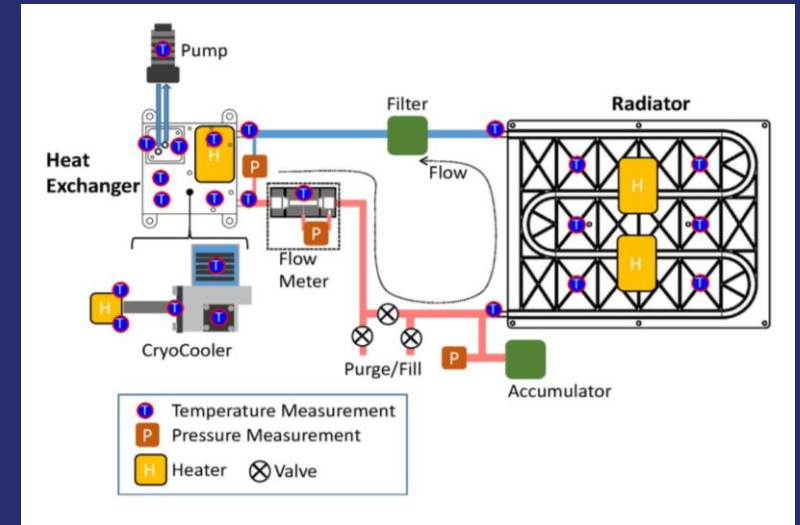 T
Pump
Filter
Radiator
T
T
T
T
T
H
P
Flow
T
T
H
Heat
Exchanger
T
T
T
T
T
P
Flow
Meter
T
T
H
T
T
T
H
T
T
T
T
CryoCooler
Purge/Fill
P
Accumulator
T Temperature Measurement
P Pressure Measurement
H Heater Valve